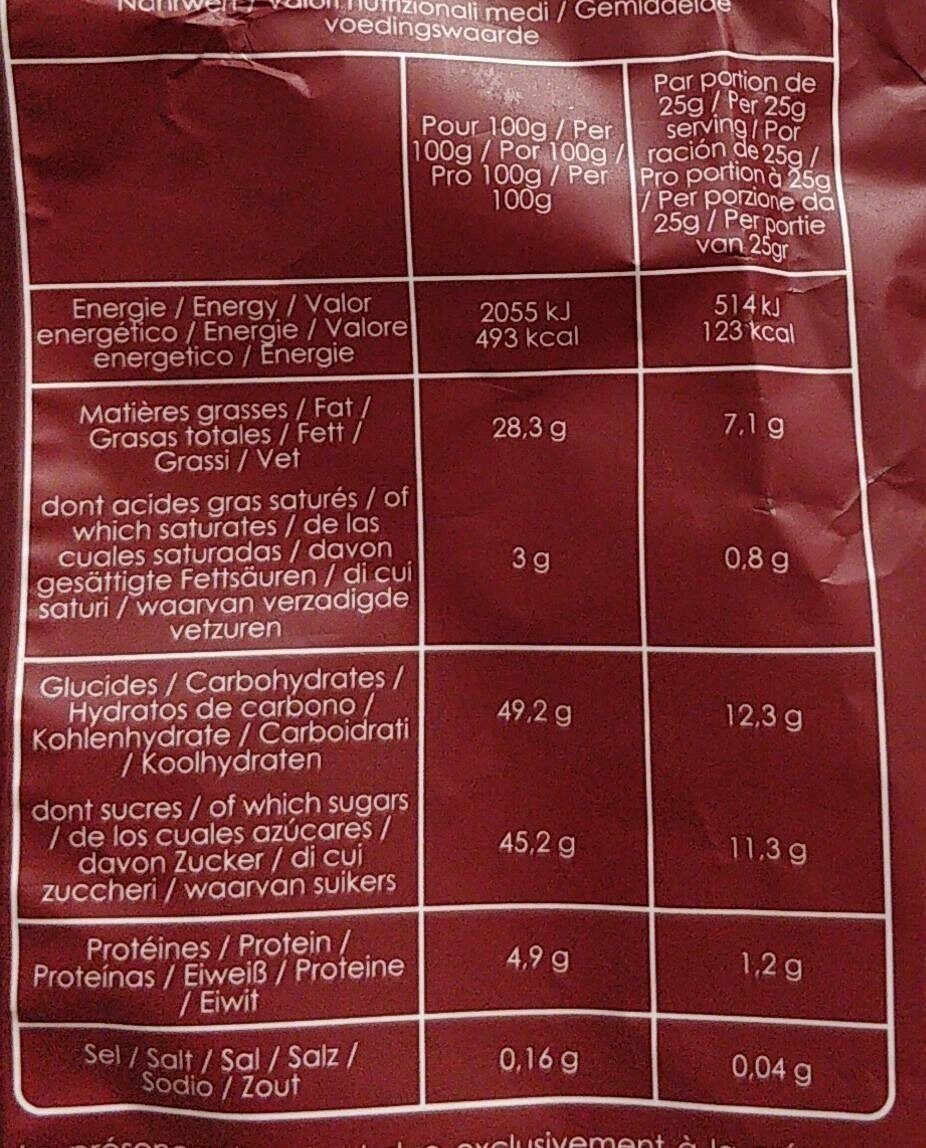 nutrizionali medi / Gemiddelde
voedingswaarde
Pour 100g / Per
100g / Por 100g /
Pro 100g / Per
100g
Par portion de
25g / Per 25g
serving / Por
ración de 25g /
Pro portion à 25g
/ Per porzione da
25g / Per portie
van 25gr
Energie / Energy / Valor
energético / Energie / Valore
energetico / Energie
2055 kJ
493 kcal
514 kJ
123 kcal
Matières grasses / Fat /
Grasas totales / Fett /
Grassi / Vet
28,3 g
7,1 g
dont acides gras saturés / of
which saturates / de las
cuales saturadas / davon
gesättigte Fettsäuren / di cui
saturi / waarvan verzadigde
vetzuren
3 g
0,8 g
Glucides / Carbohydrates /
Hydratos de carbono /
Kohlenhydrate / Carboidrati
/ Koolhydraten
49,2 g
12,3 g
dont sucres / of which sugars
/ de los cuales azúcares /
davon Zucker / di cui
zuccheri / waarvan suikers
45,2 g
11,3 g
Protéines / Protein /
Proteínas / Eiweiß / Proteine
/ Eiwit
4,9 g
1,2 g
Sel / Salt / Sal / Salz /
Sodio / Zout
0,16 g
0,04 g
exclusivement à